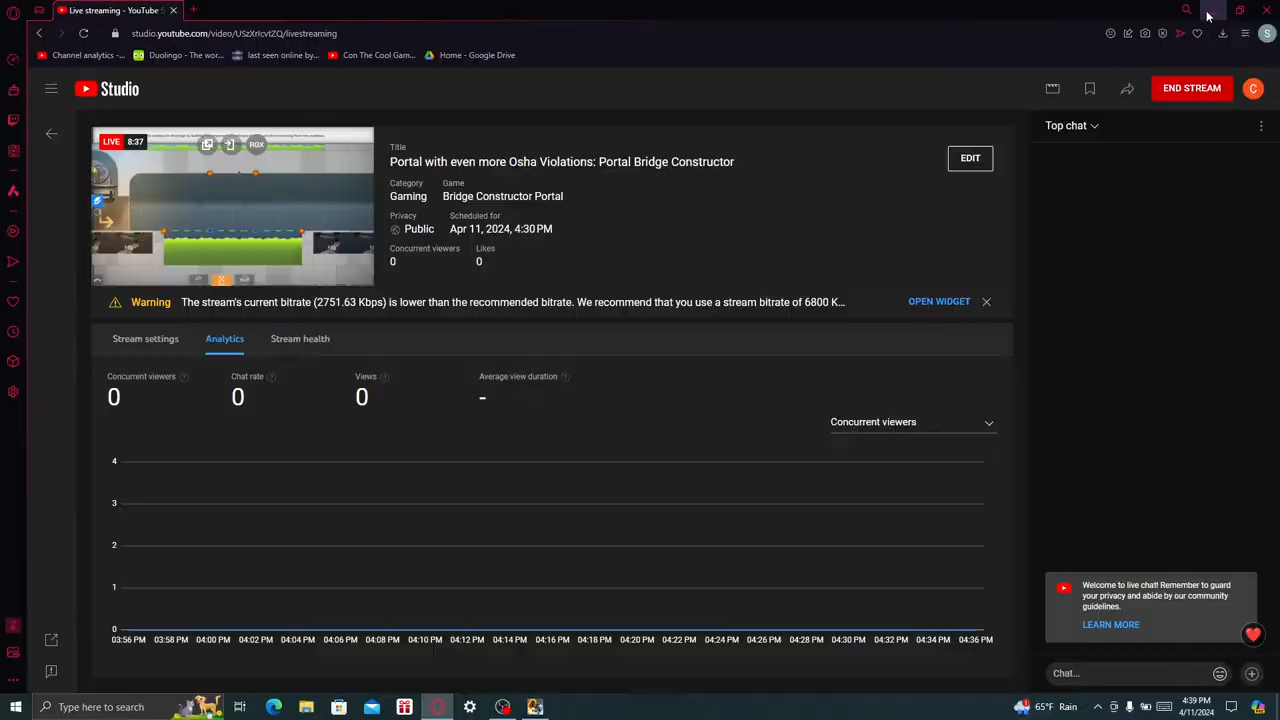 Live streaming - YouTube S
studio.youtube.com/video/USzXrIcvtZQ/livestreaming
Channel analytics -...
Duolingo - The wor...
last seen online by...
Con The Cool Gam...
Home - Google Drive
S
Studio
END STREAM
C
LIVE 8:37
RGX
Title
Portal with even more Osha Violations: Portal Bridge Constructor
EDIT
Category Game
Gaming Bridge Constructor Portal
Privacy Scheduled for
Public Apr 11, 2024, 4:30 PM
Concurrent viewers Likes
0 0
Warning The stream's current bitrate (2751.63 Kbps) is lower than the recommended bitrate. We recommend that you use a stream bitrate of 6800 K...
OPEN WIDGET
Stream settings Analytics Stream health
Concurrent viewers Chat rate Views Average view duration
0 0 0 -
Concurrent viewers
4
3
2
1
0
03:56 PM 03:58 PM 04:00 PM 04:02 PM 04:04 PM 04:06 PM 04:08 PM 04:10 PM 04:12 PM 04:14 PM 04:16 PM 04:18 PM 04:20 PM 04:22 PM 04:24 PM 04:26 PM 04:28 PM 04:30 PM 04:32 PM 04:34 PM 04:36 PM
Top chat
Welcome to live chat! Remember to guard
your privacy and abide by our community
guidelines.
LEARN MORE
Chat...
Type here to search
65°F Rain
4:39 PM
4/11/2024